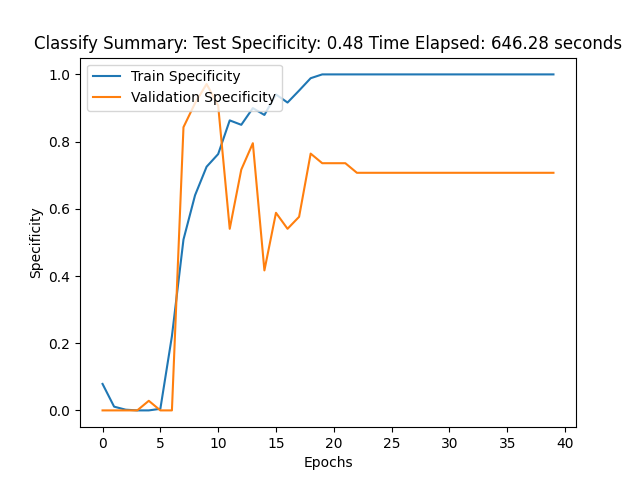 Classify Summary: Test Specificity: 0.48 Time Elapsed: 646.28 seconds
Train Specificity
Validation Specificity
1.0
0.8
0.6
0.4
0.2
0.0
Specificity
0 5 10 15 20 25 30 35 40
Epochs